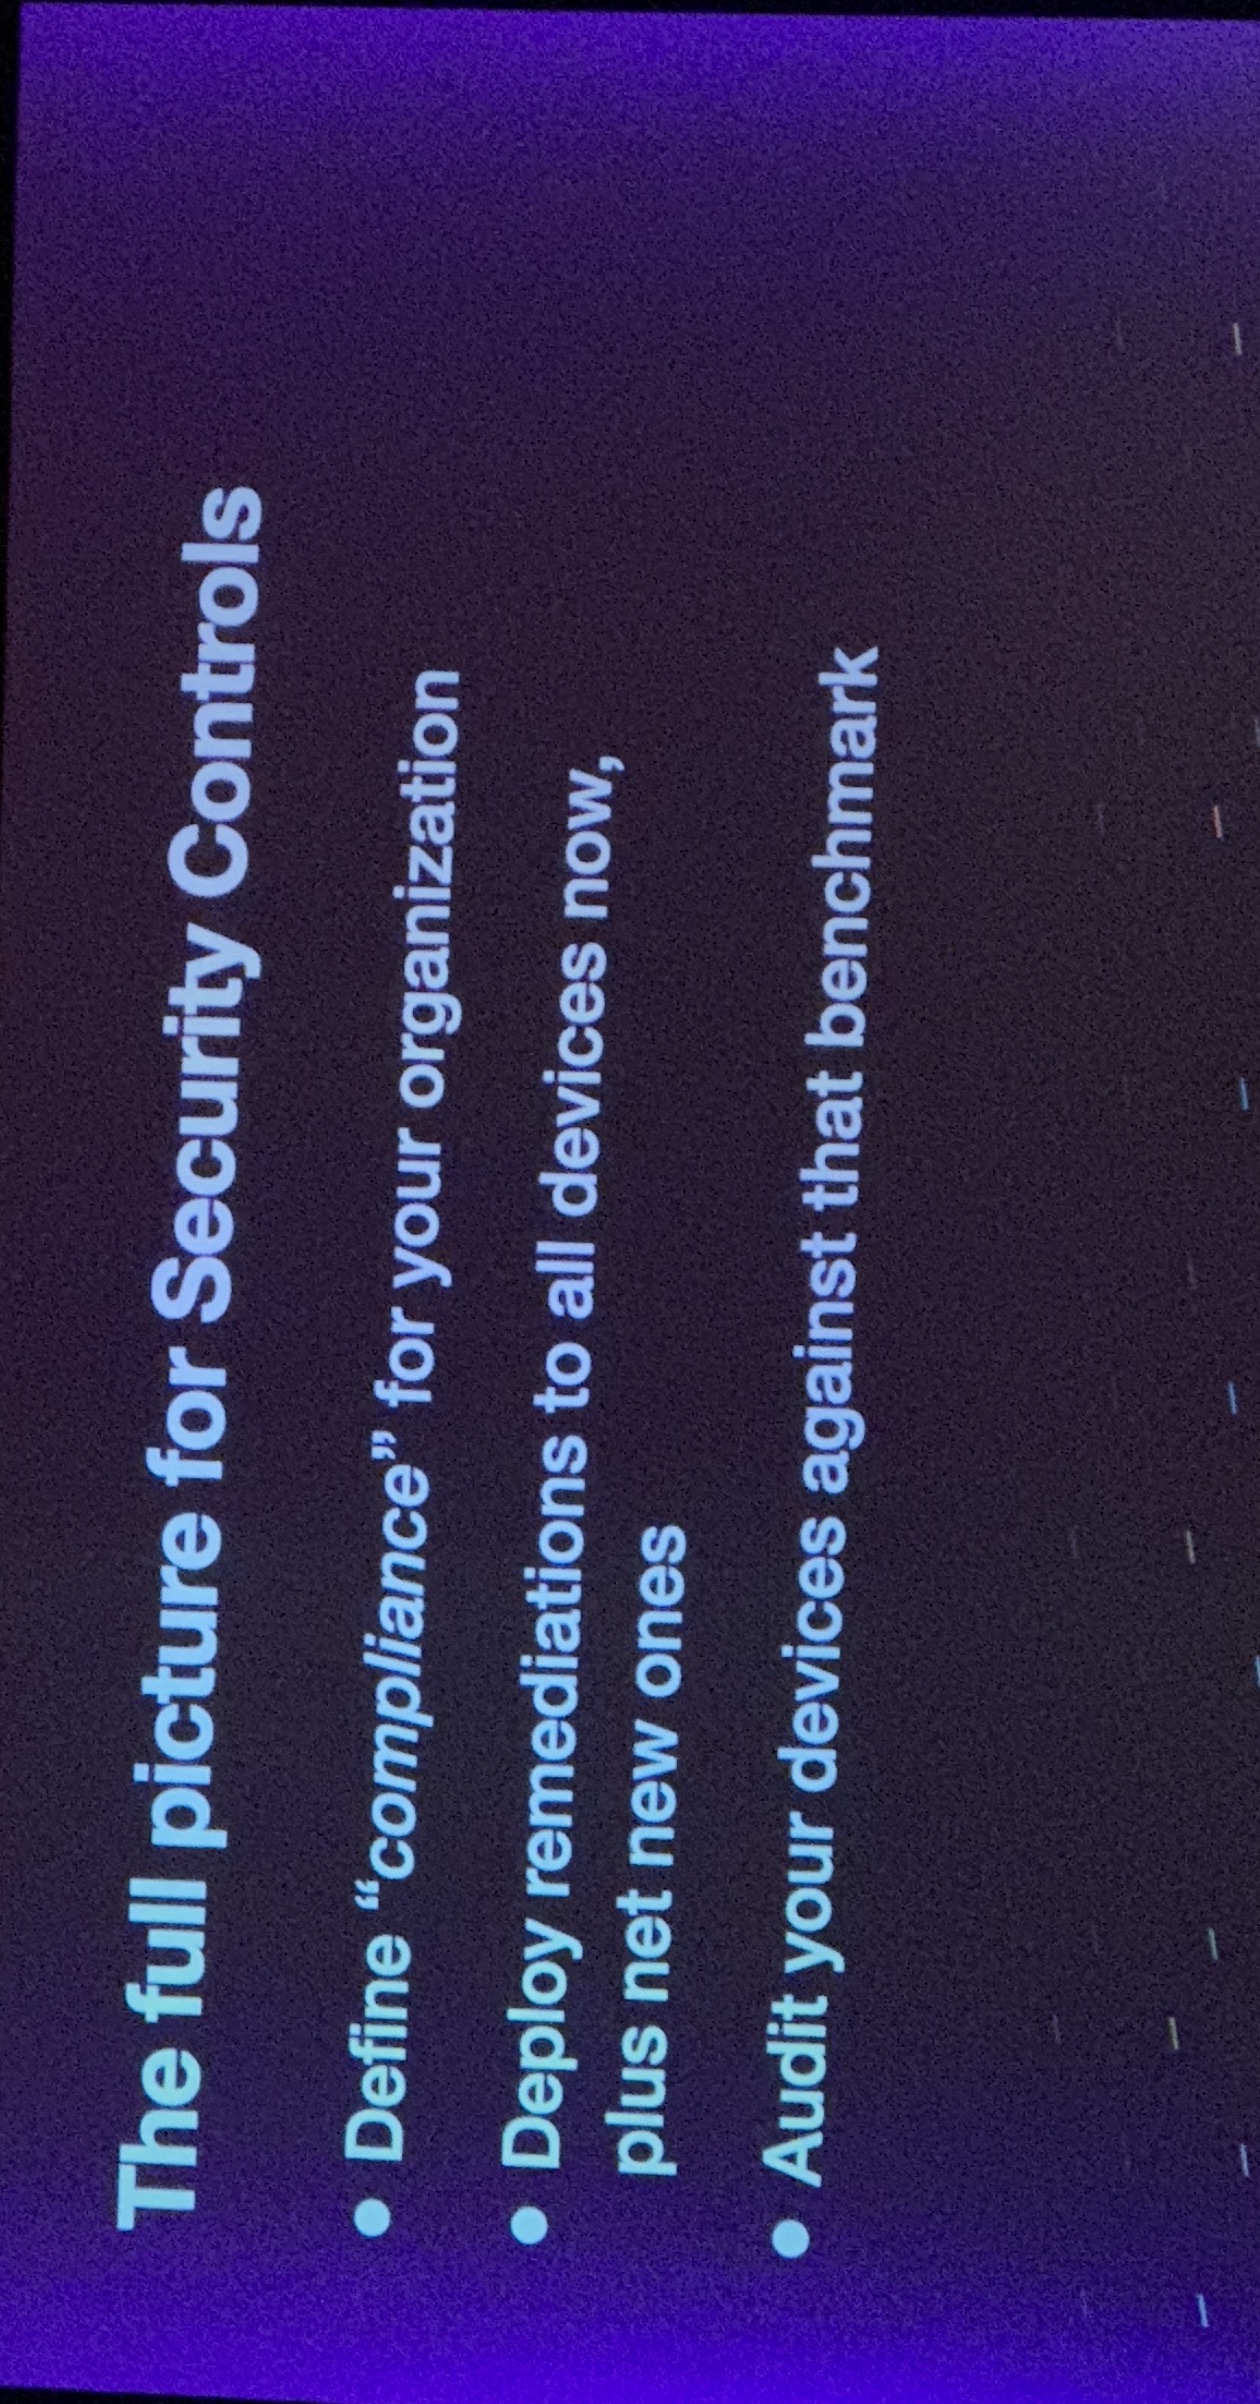 The full picture for Security Controls
• Define “compliance” for your organization
• Deploy remediations to all devices now,
plus net new ones
• Audit your devices against that benchmark